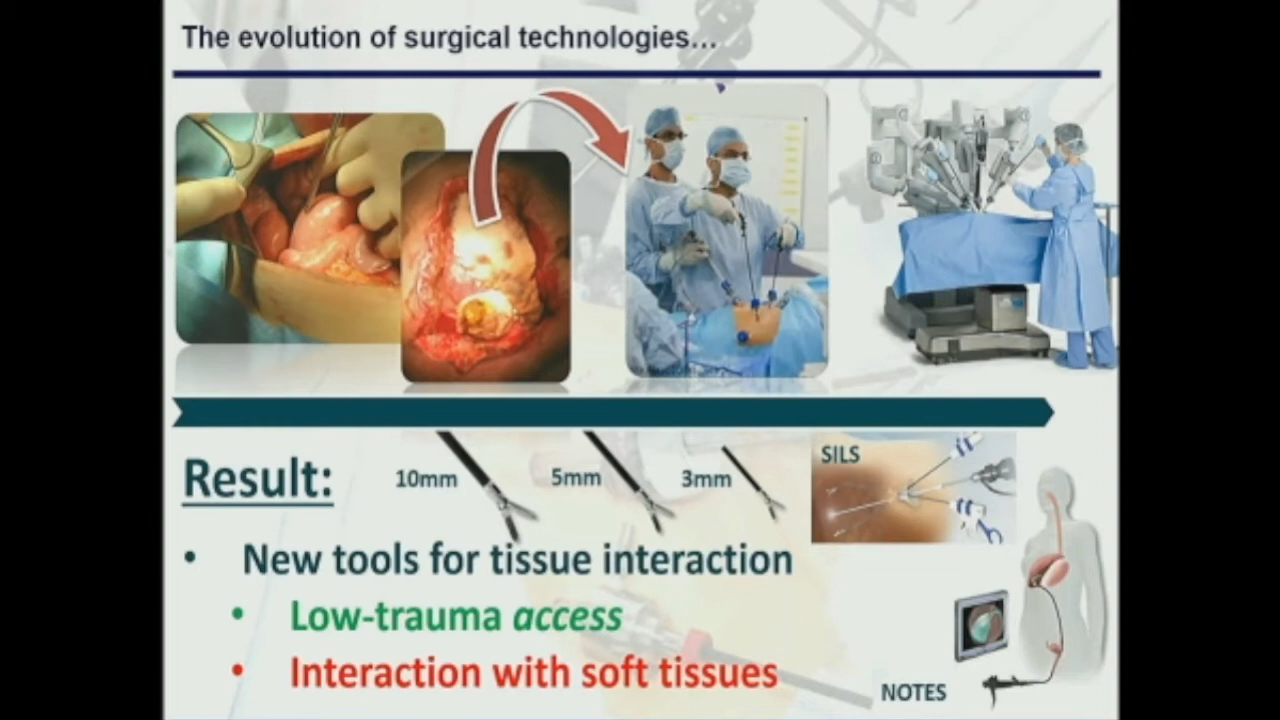 The evolution of surgical technologies...
Result:
10mm
5mm
3mm
SILS
• New tools for tissue interaction
• Low-trauma access
• Interaction with soft tissues
NOTES